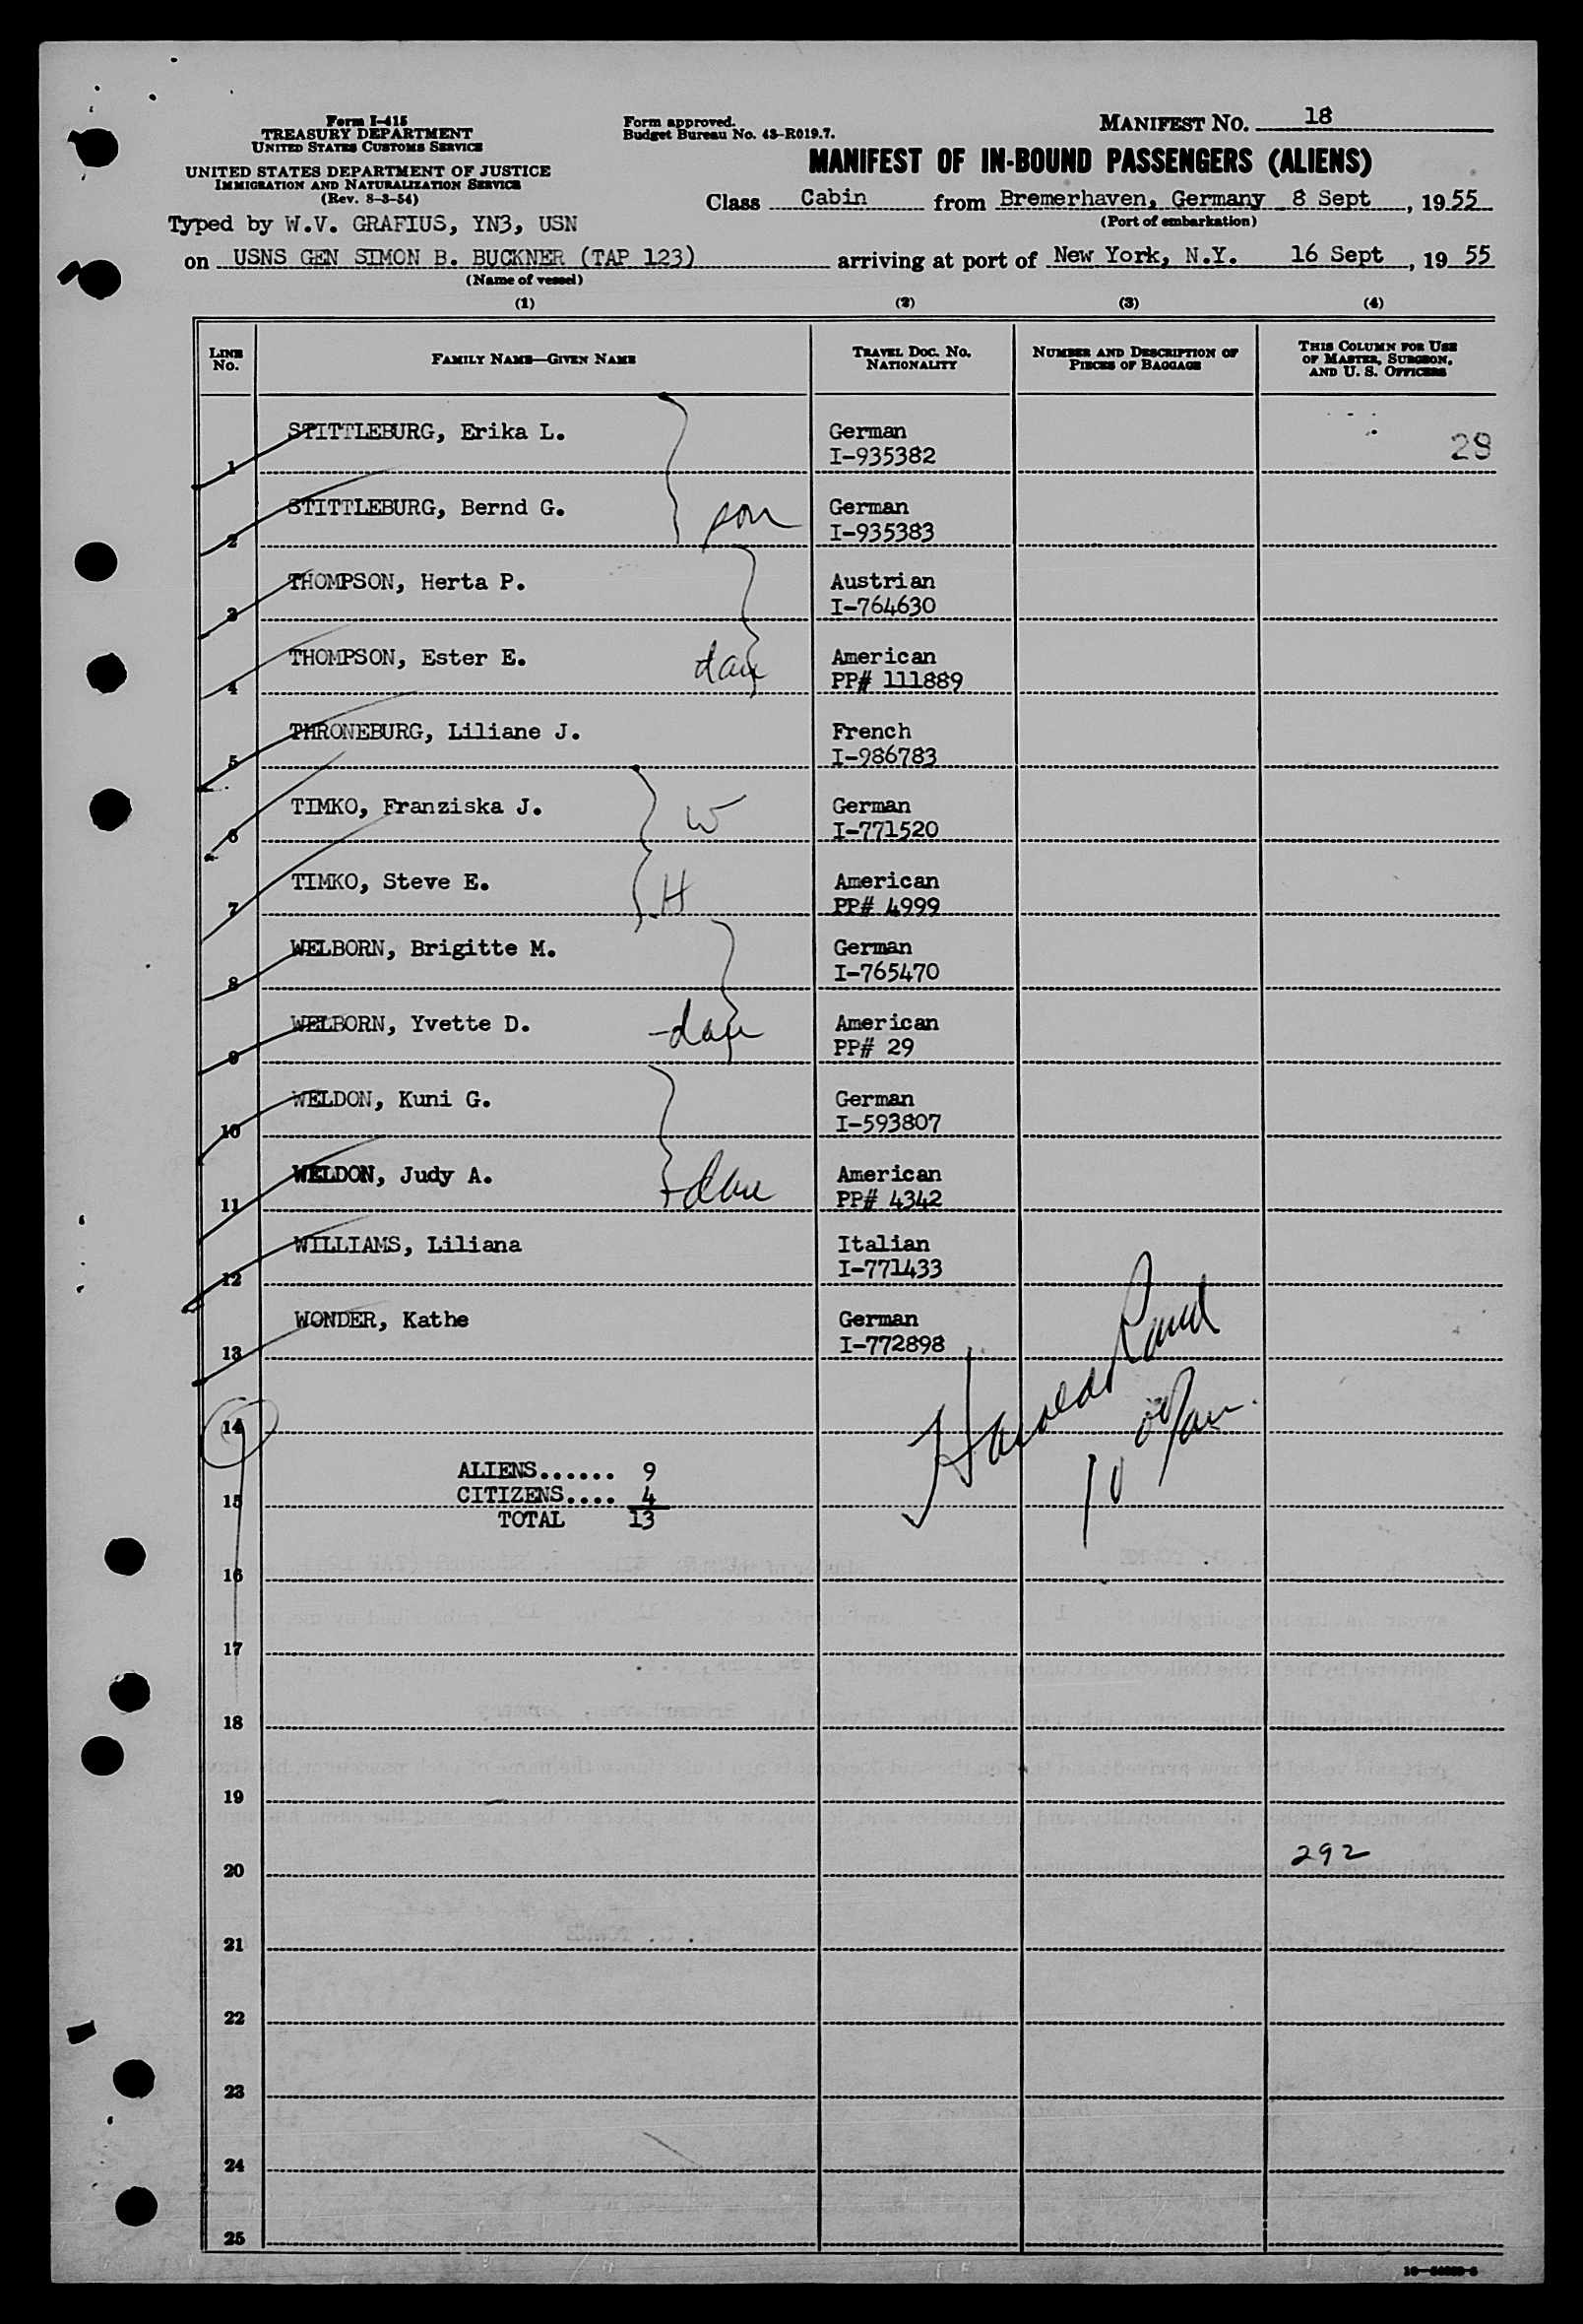 Form I-415
TREASURY DEPARTMENT
UNITED STATES CUSTOMS SERVICE
UNITED STATES DEPARTMENT OF JUSTICE
IMMIGRATION AND NATURALIZATION SERVICE
(Rev. 8-3-54)
Typed by W.V. GRAFIUS, YN3, USN
Form approved.
Budget Bureau No. 43-R019.7.
MANIFEST NO. 18
MANIFEST OF IN-BOUND PASSENGERS (ALIENS)
Class Cabin from Bremerhaven, Germany 8 Sept, 1955
(Port of embarkation)
on USNS GEN SIMON B. BUCKNER (TAP 123) arriving at port of New York, N.Y. 16 Sept, 19 55
(Name of vessel)
(1) (2) (3) (4)
LINE No. FAMILY NAME—GIVEN NAME TRAVEL DOC. No. NATIONALITY NUMBER AND DESCRIPTION OF PIECES OF BAGGAGE THIS COLUMN FOR USE OF MASTER, SURGEON, AND U. S. OFFICERS
1 STITTLEBURG, Erika L. German I-935382 28
2 STITTLEBURG, Bernd G. son German I-935383
3 THOMPSON, Herta P. Austrian I-764630
4 THOMPSON, Ester E. dau American PP# 111889
5 THRONEBURG, Liliane J. French I-986783
6 TIMKO, Franziska J. W German I-771520
7 TIMKO, Steve E. H American PP# 4999
8 WELBORN, Brigitte M. German I-765470
9 WELBORN, Yvette D. dau American PP# 29
10 WELDON, Kuni G. German I-593807
11 WELDON, Judy A. dau American PP# 4342
12 WILLIAMS, Liliana Italian I-771433
13 WONDER, Kathe German I-772898
14
Harold
ALIENS...... 9
15 CITIZENS.... 4
TOTAL 13
16
17
18
19
20 292
21
22
23
24
25